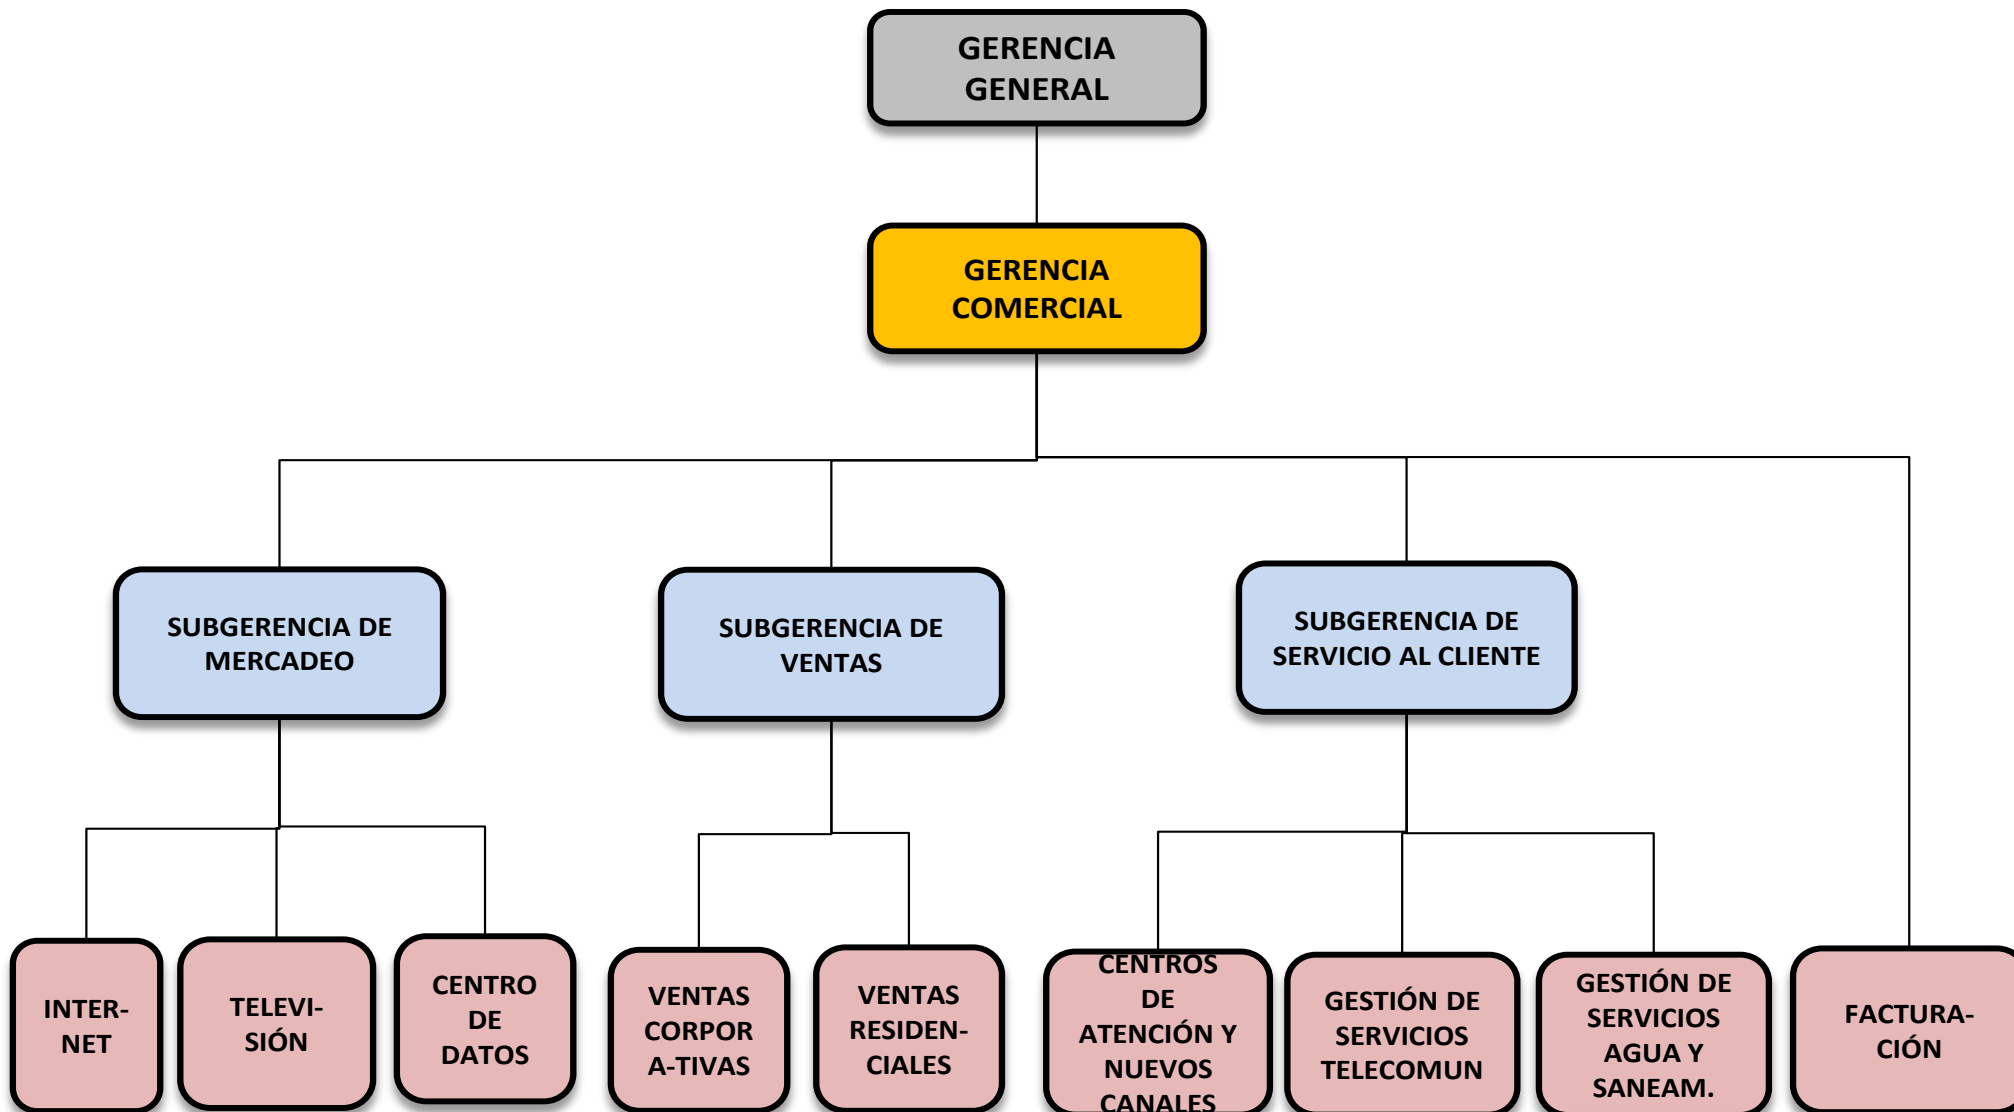 GERENCIA
GENERAL
GERENCIA
COMERCIAL
SUBGERENCIA DE
MERCADEO
SUBGERENCIA DE
VENTAS
SUBGERENCIA DE
SERVICIO AL CLIENTE
INTER-
NET
TELEVI-
SIÓN
CENTRO
DE
DATOS
VENTAS
CORPOR
A-TIVAS
VENTAS
RESIDEN-
CIALES
CENTROS
DE
ATENCIÓN Y
NUEVOS
CANALES
GESTIÓN DE
SERVICIOS
TELECOMUN
GESTIÓN DE
SERVICIOS
AGUA Y
SANEAM.
FACTURA-
CIÓN